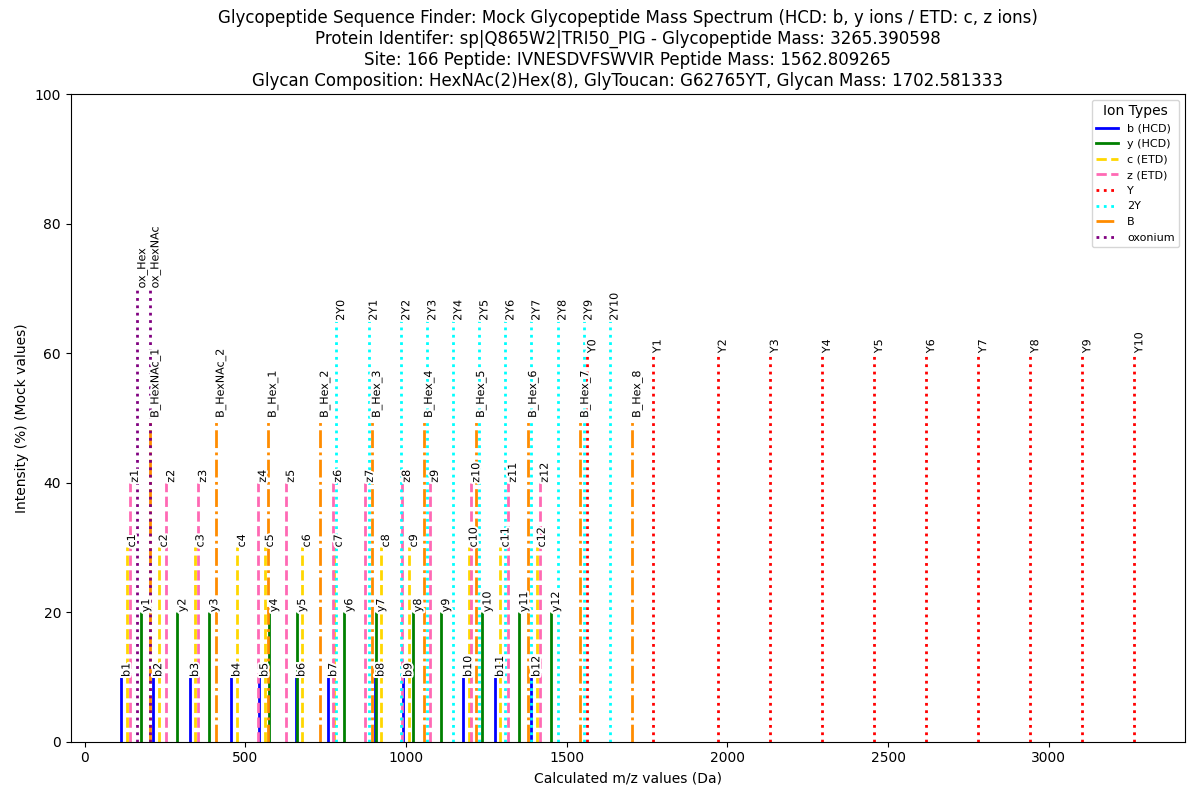 Glycopeptide Sequence Finder: Mock Glycopeptide Mass Spectrum (HCD: b, y ions / ETD: c, z ions)
Protein Identifer: sp|Q865W2|TRI50_PIG - Glycopeptide Mass: 3265.390598
Site: 166 Peptide: IVNESDVFSWVIR Peptide Mass: 1562.809265
Glycan Composition: HexNAc(2)Hex(8), GlyToucan: G62765YT, Glycan Mass: 1702.581333
Intensity (%) (Mock values)
100
80
60
40
20
0
Ion Types
b (HCD)
y (HCD)
c (ETD)
z (ETD)
Y
2Y
B
oxonium
ox_Hex
ox_HexNAc
2Y0
2Y1
2Y2
2Y3
2Y4
2Y5
2Y6
2Y7
2Y8
2Y9
2Y10
Y0
Y1
Y2
Y3
Y4
Y5
Y6
Y7
Y8
Y9
Y10
B_HexNAc_1
B_HexNAc_2
B_Hex_1
B_Hex_2
B_Hex_3
B_Hex_4
B_Hex_5
B_Hex_6
B_Hex_7
B_Hex_8
z1
z2
z3
z4
z5
z6
z7
z8
z9
z10
z11
z12
c1
c2
c3
c4
c5
c6
c7
c8
c9
c10
c11
c12
y1
y2
y3
y4
y5
y6
y7
y8
y9
y10
y11
y12
b1
b2
b3
b4
b5
b6
b7
b8
b9
b10
b11
b12
0
500
1000
1500
2000
2500
3000
Calculated m/z values (Da)